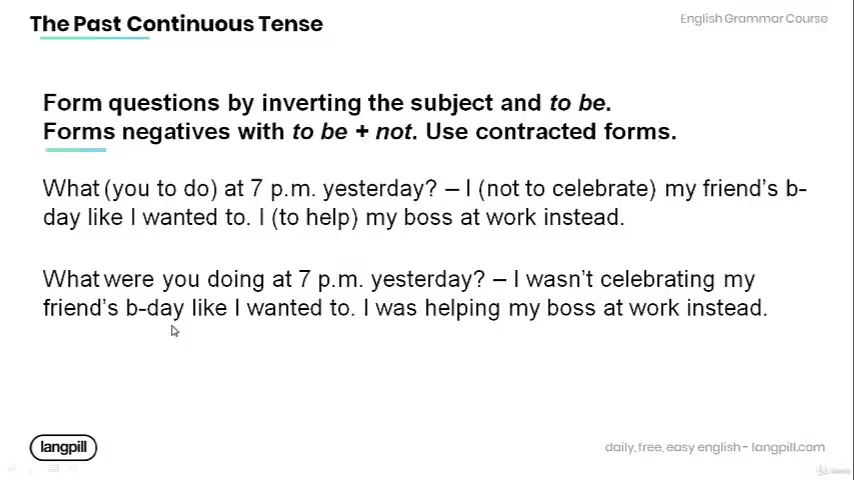 The Past Continuous Tense
English Grammar Course
Form questions by inverting the subject and to be.
Forms negatives with to be + not. Use contracted forms.
What (you to do) at 7 p.m. yesterday? – I (not to celebrate) my friend's b-
day like I wanted to. I (to help) my boss at work instead.
What were you doing at 7 p.m. yesterday? – I wasn't celebrating my
friend's b-day like I wanted to. I was helping my boss at work instead.
langpill
daily, free, easy english - langpill.com